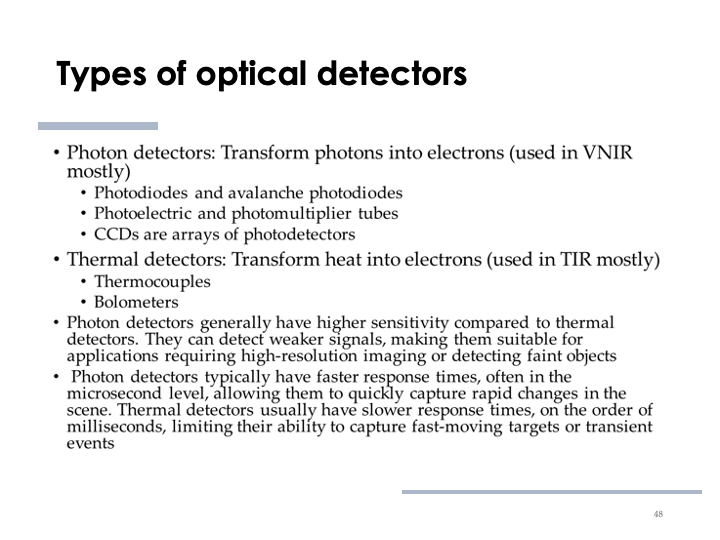 Types of optical detectors
• Photon detectors: Transform photons into electrons (used in VNIR
mostly)
• Photodiodes and avalanche photodiodes
• Photoelectric and photomultiplier tubes
• CCDs are arrays of photodetectors
• Thermal detectors: Transform heat into electrons (used in TIR mostly)
• Thermocouples
• Bolometers
• Photon detectors generally have higher sensitivity compared to thermal
detectors. They can detect weaker signals, making them suitable for
applications requiring high-resolution imaging or detecting faint objects
• Photon detectors typically have faster response times, often in the
microsecond level, allowing them to quickly capture rapid changes in the
scene. Thermal detectors usually have slower response times, on the order of
milliseconds, limiting their ability to capture fast-moving targets or transient
events
48